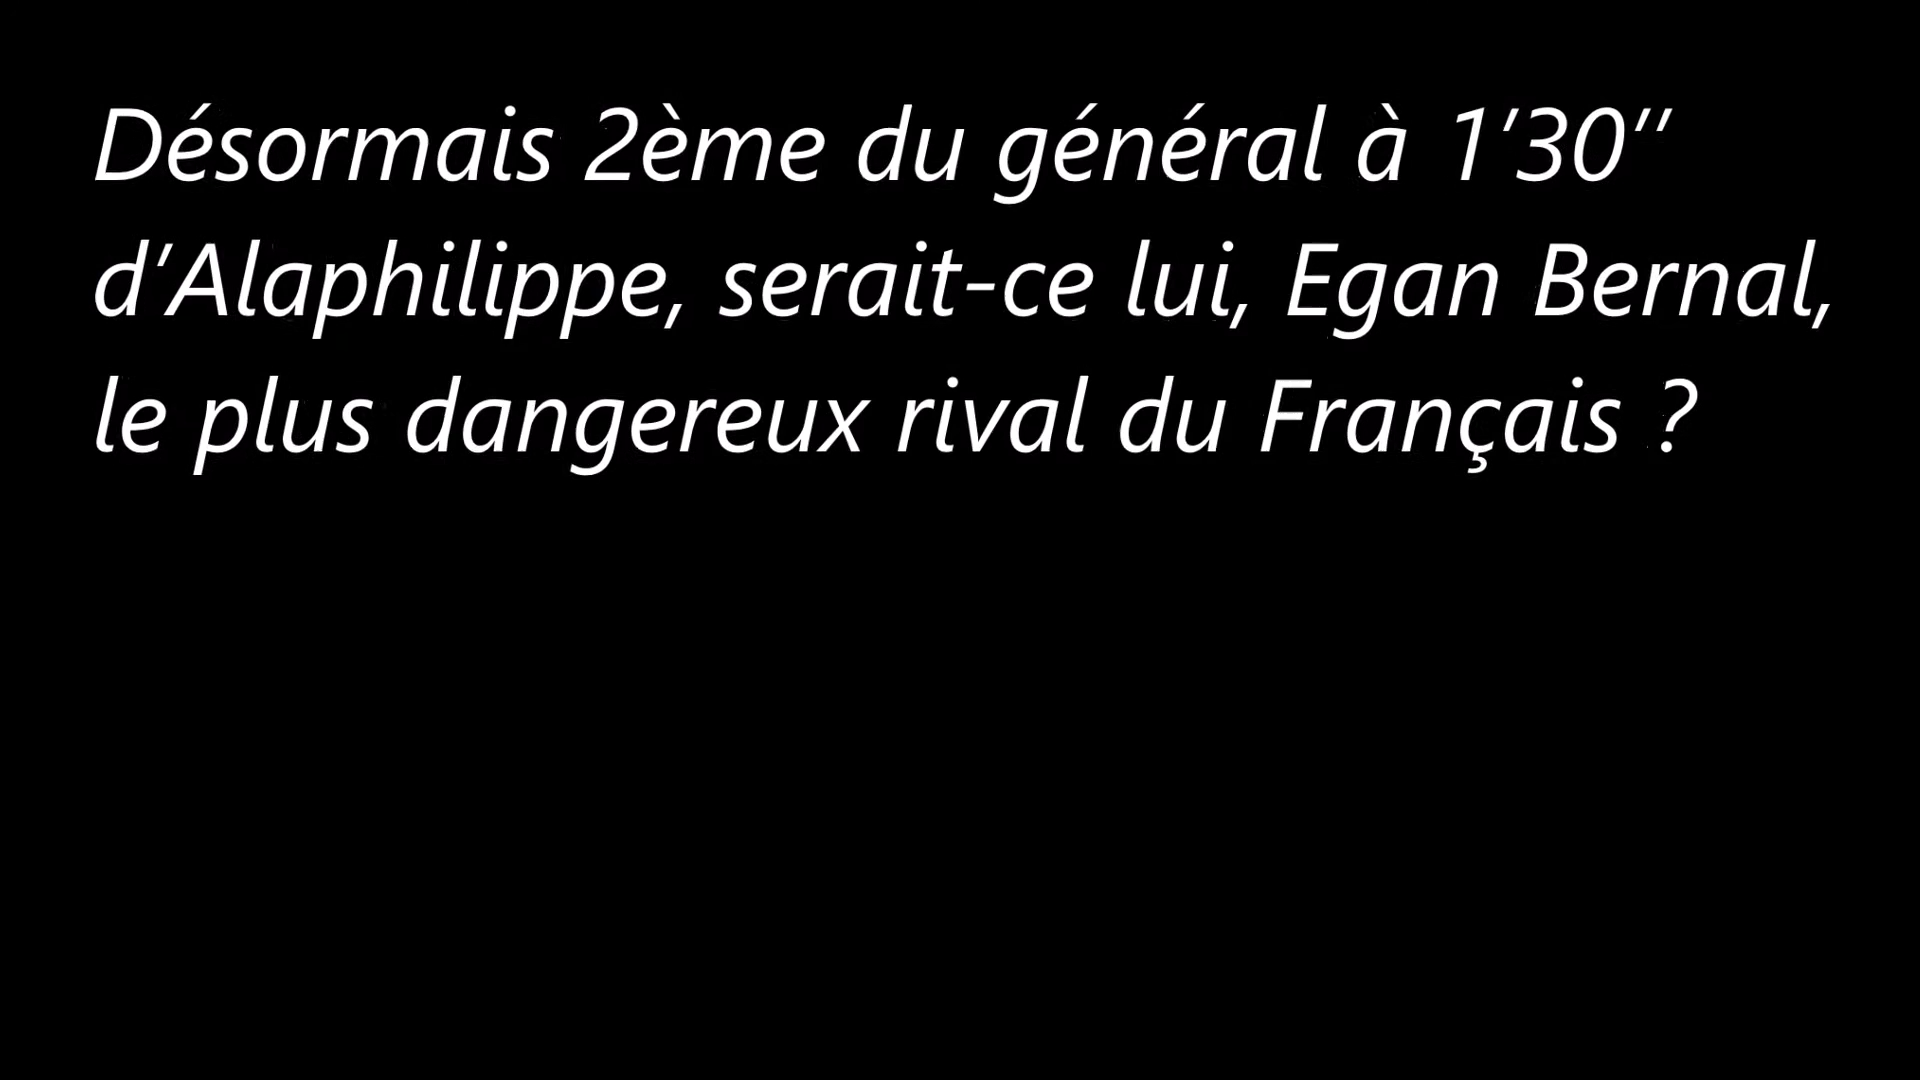 Désormais 2ème du général à 1’30’’
d’Alaphilippe, serait-ce lui, Egan Bernal,
le plus dangereux rival du Français ?